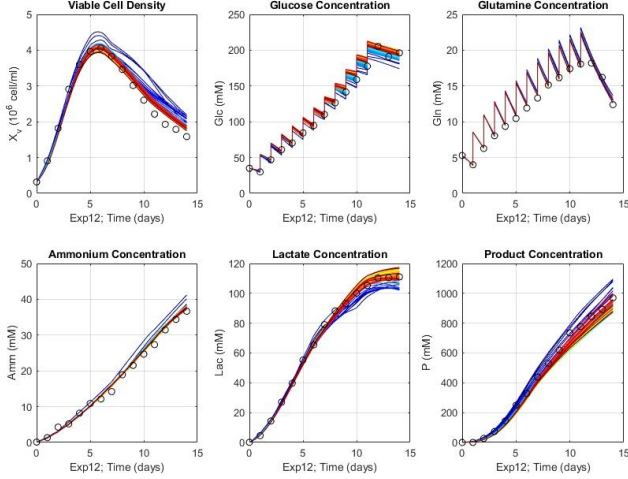 Viable Cell Density
X_v (10^6 cell/ml)
5
4
3
2
1
0
0 5 10 15
Exp12; Time (days)
Glucose Concentration
Glc (mM)
250
200
150
100
50
0
0 5 10 15
Exp12; Time (days)
Glutamine Concentration
Gln (mM)
25
20
15
10
5
0
0 5 10 15
Exp12; Time (days)
Ammonium Concentration
Amm (mM)
50
40
30
20
10
0
0 5 10 15
Exp12; Time (days)
Lactate Concentration
Lac (mM)
120
100
80
60
40
20
0
0 5 10 15
Exp12; Time (days)
Product Concentration
P (mM)
1200
1000
800
600
400
200
0
0 5 10 15
Exp12; Time (days)